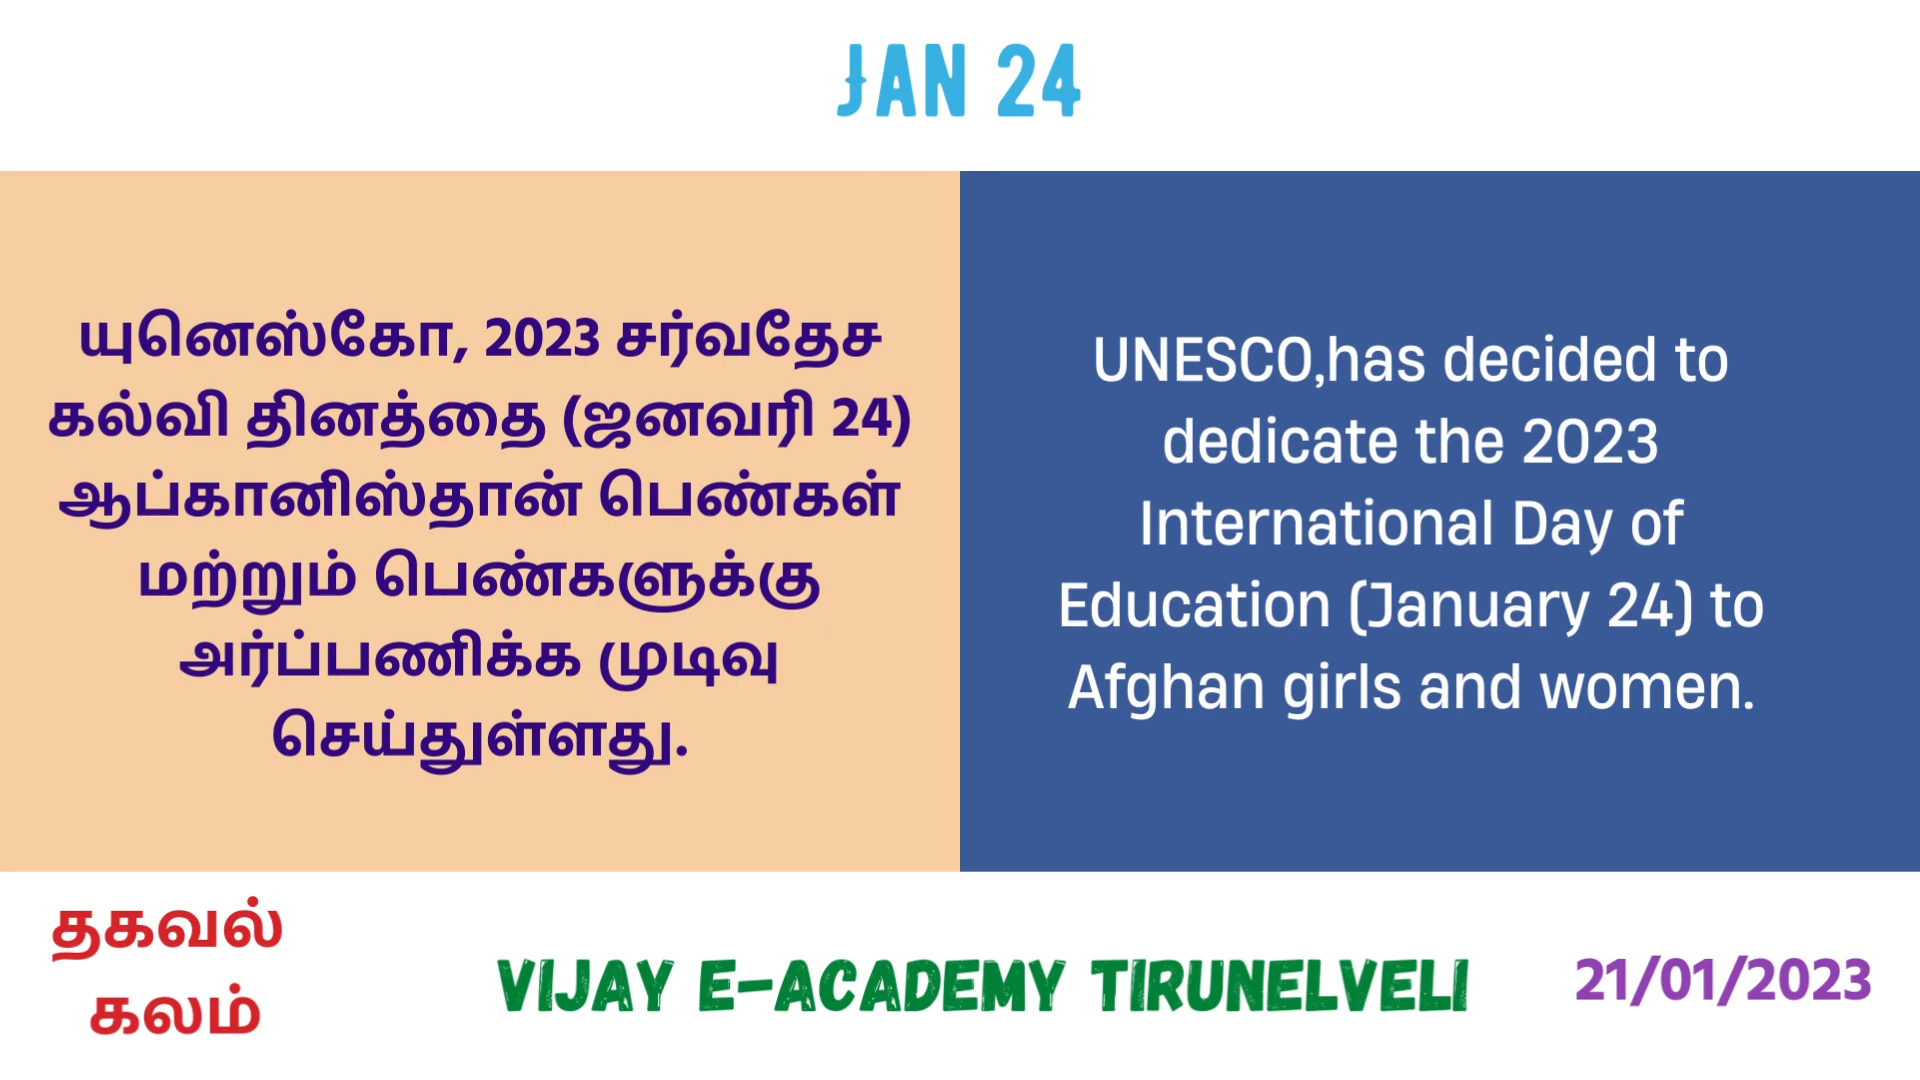 JAN 24
யுனெஸ்கோ, 2023 சர்வதேச
கல்வி தினத்தை (ஜனவரி 24)
ஆப்கானிஸ்தான் பெண்கள்
மற்றும் பெண்களுக்கு
அர்ப்பணிக்க முடிவு
செய்துள்ளது.
UNESCO,has decided to
dedicate the 2023
International Day of
Education (January 24) to
Afghan girls and women.
தகவல்
களம்
VIJAY E-ACADEMY TIRUNELVELI
21/01/2023